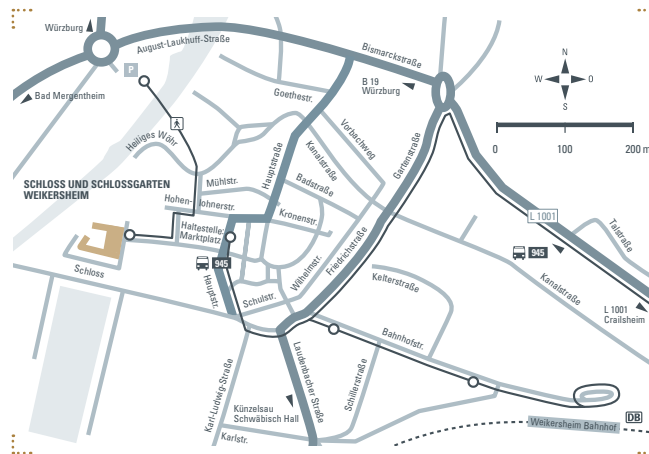 Würzburg
August-Laukhuff-Straße
Bismarckstraße
P
B 19
Würzburg
N
W
O
S
Bad Mergentheim
Goethestr.
Heiliges Wöhr
Hauptstraße
Kanalstraße
Vorbachweg
Gartenstraße
0
100
200 m
SCHLOSS UND SCHLOSSGARTEN
WEIKERSHEIM
Mühlstr.
Badstraße
Hohen-
lohnerstr.
Kronenstr.
L 1001
Haltestelle:
Marktplatz
Friedrichstraße
Talstraße
945
945
Schloss
Hauptstr.
Wilhelmstr.
Kelterstraße
Kanalstraße
Schulstr.
L 1001
Crailsheim
Bahnhofstr.
Karl-Ludwig-Straße
Laudenbacher Straße
Schillerstraße
Künzelsau
Schwäbisch Hall
Karlstr.
Weikersheim Bahnhof
DB